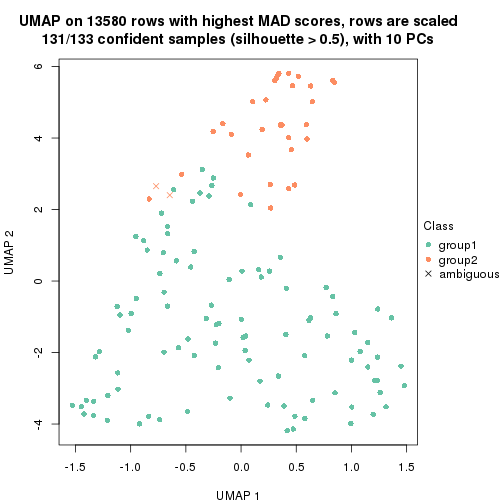 UMAP on 13580 rows with highest MAD scores, rows are scaled
131/133 confident samples (silhouette > 0.5), with 10 PCs
6
4
2
0
-2
-4
UMAP 2
-1.5
-1.0
-0.5
0.0
0.5
1.0
1.5
UMAP 1
Class
group1
group2
ambiguous